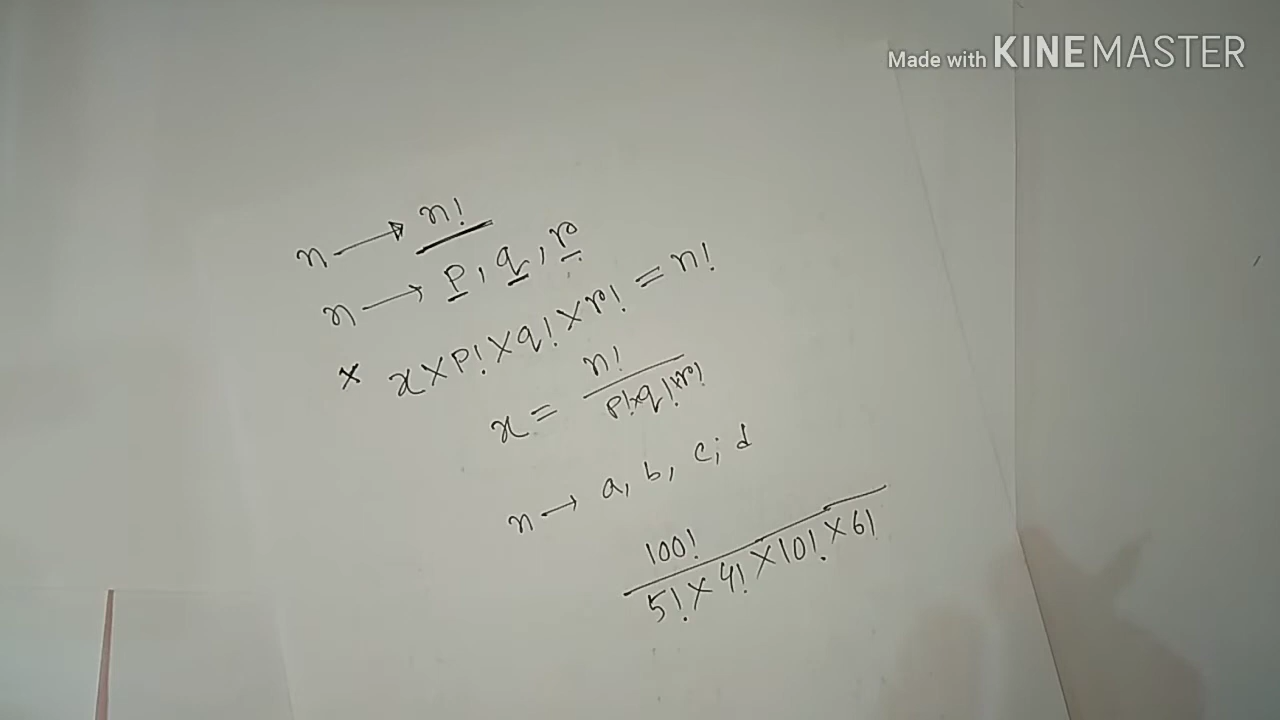 Made with KINEMASTER
n → n!
n → p, q, r
× x×p!×q!×r! = n!
x = n!/p!×q!×r!
n → a, b, c, d
100!
5!×4!×10!×6!